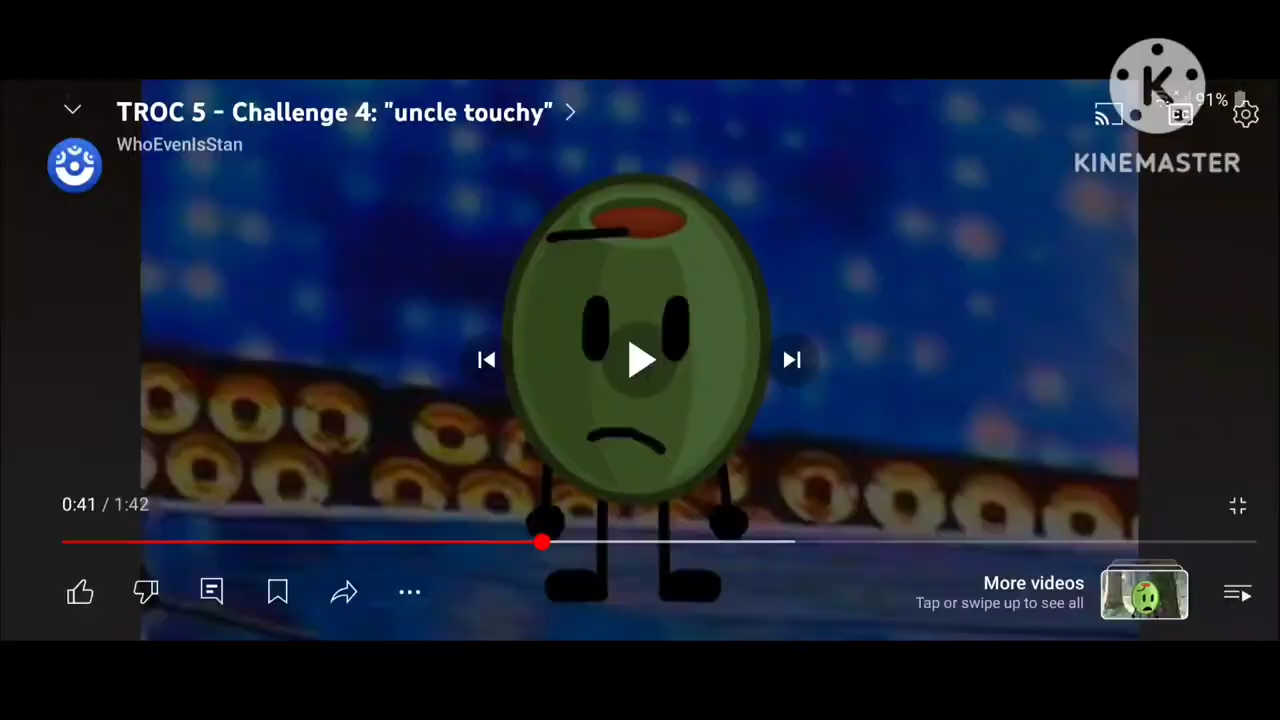 TROC 5 - Challenge 4: "uncle touchy"
WhoEvenIsStan
91%
CC
K
KINEMASTER
0:41 / 1:42
More videos
Tap or swipe up to see all